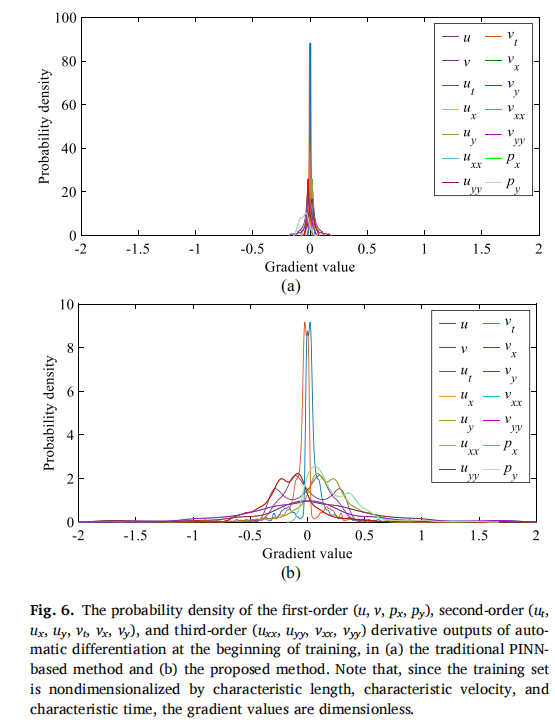 100
80
60
40
20
0
Probability density
u v_t
v v_x
u_t v_y
u_x v_xx
u_y v_yy
u_xx p_x
u_yy p_y
-2 -1.5 -1 -0.5 0 0.5 1 1.5 2
Gradient value
(a)
10
8
6
4
2
0
Probability density
u v_t
v v_x
u_t v_y
u_x v_xx
u_y v_yy
u_xx p_x
u_yy p_y
-2 -1.5 -1 -0.5 0 0.5 1 1.5 2
Gradient value
(b)
Fig. 6. The probability density of the first-order (u, v, p_x, p_y), second-order (u_t,
u_x, u_y, v_t, v_x, v_y), and third-order (u_xx, u_yy, v_xx, v_yy) derivative outputs of auto-
matic differentiation at the beginning of training, in (a) the traditional PINN-
based method and (b) the proposed method. Note that, since the training set
is nondimensionalized by characteristic length, characteristic velocity, and
characteristic time, the gradient values are dimensionless.